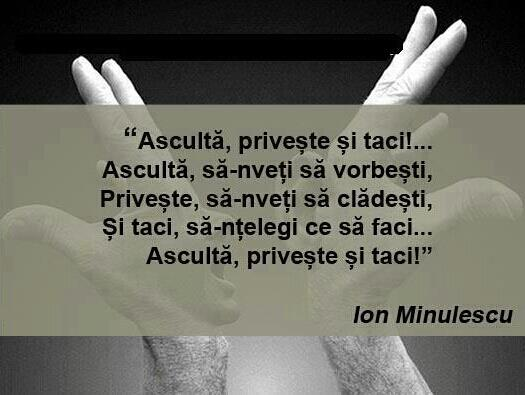 “Ascultă, privește și taci!...
Ascultă, să-nveți să vorbești,
Privește, să-nveți să clădești,
Și taci, să-nțelegi ce să faci...
Ascultă, privește și taci!”
Ion Minulescu